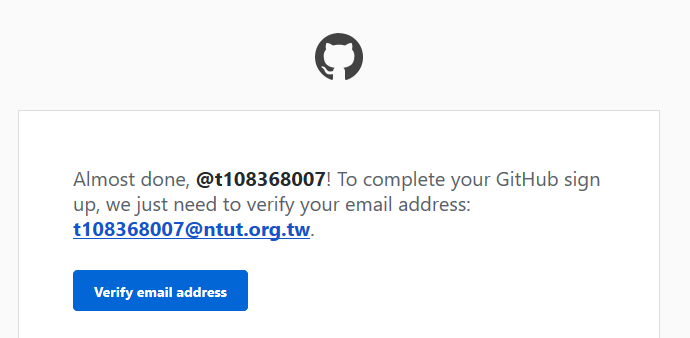 Almost done, @t108368007! To complete your GitHub sign
up, we just need to verify your email address:
t108368007@ntut.org.tw.
Verify email address